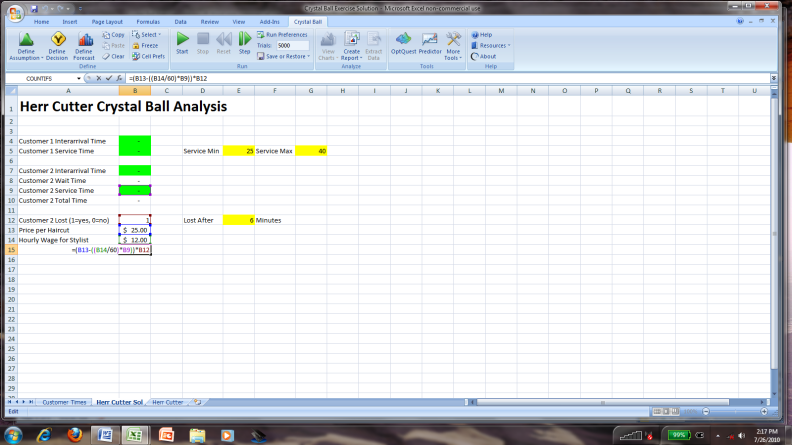 Crystal Ball Exercise Solution - Microsoft Excel non-commercial use
Home Insert Page Layout Formulas Data Review View Add-Ins Crystal Ball
Define Assumption Define Decision Define Forecast Copy Paste Clear Select Freeze Cell Prefs
Start Stop Reset Step Run Preferences Trials: 5000 Save or Restore
View Charts Create Report Extract Data OptQuest Predictor More Tools Help Resources About
Define Run Analyze Tools Help
COUNTIFS fx =(B13-((B14/60)*B9))*B12
A B C D E F G H I J K L M N O P Q R S T U
1 Herr Cutter Crystal Ball Analysis
2
3
4 Customer 1 Interarrival Time -
5 Customer 1 Service Time - Service Min 25 Service Max 40
6
7 Customer 2 Interarrival Time -
8 Customer 2 Wait Time -
9 Customer 2 Service Time -
10 Customer 2 Total Time -
11
12 Customer 2 Lost (1=yes, 0=no) 1 Lost After 6 Minutes
13 Price per Haircut $ 25.00
14 Hourly Wage for Stylist $ 12.00
15 =(B13-((B14/60)*B9))*B12
16
17
18
19
20
21
22
23
24
25
26
27
28
29
Customer Times Herr Cutter Sol Herr Cutter
Edit
99%
2:17 PM
7/26/2010